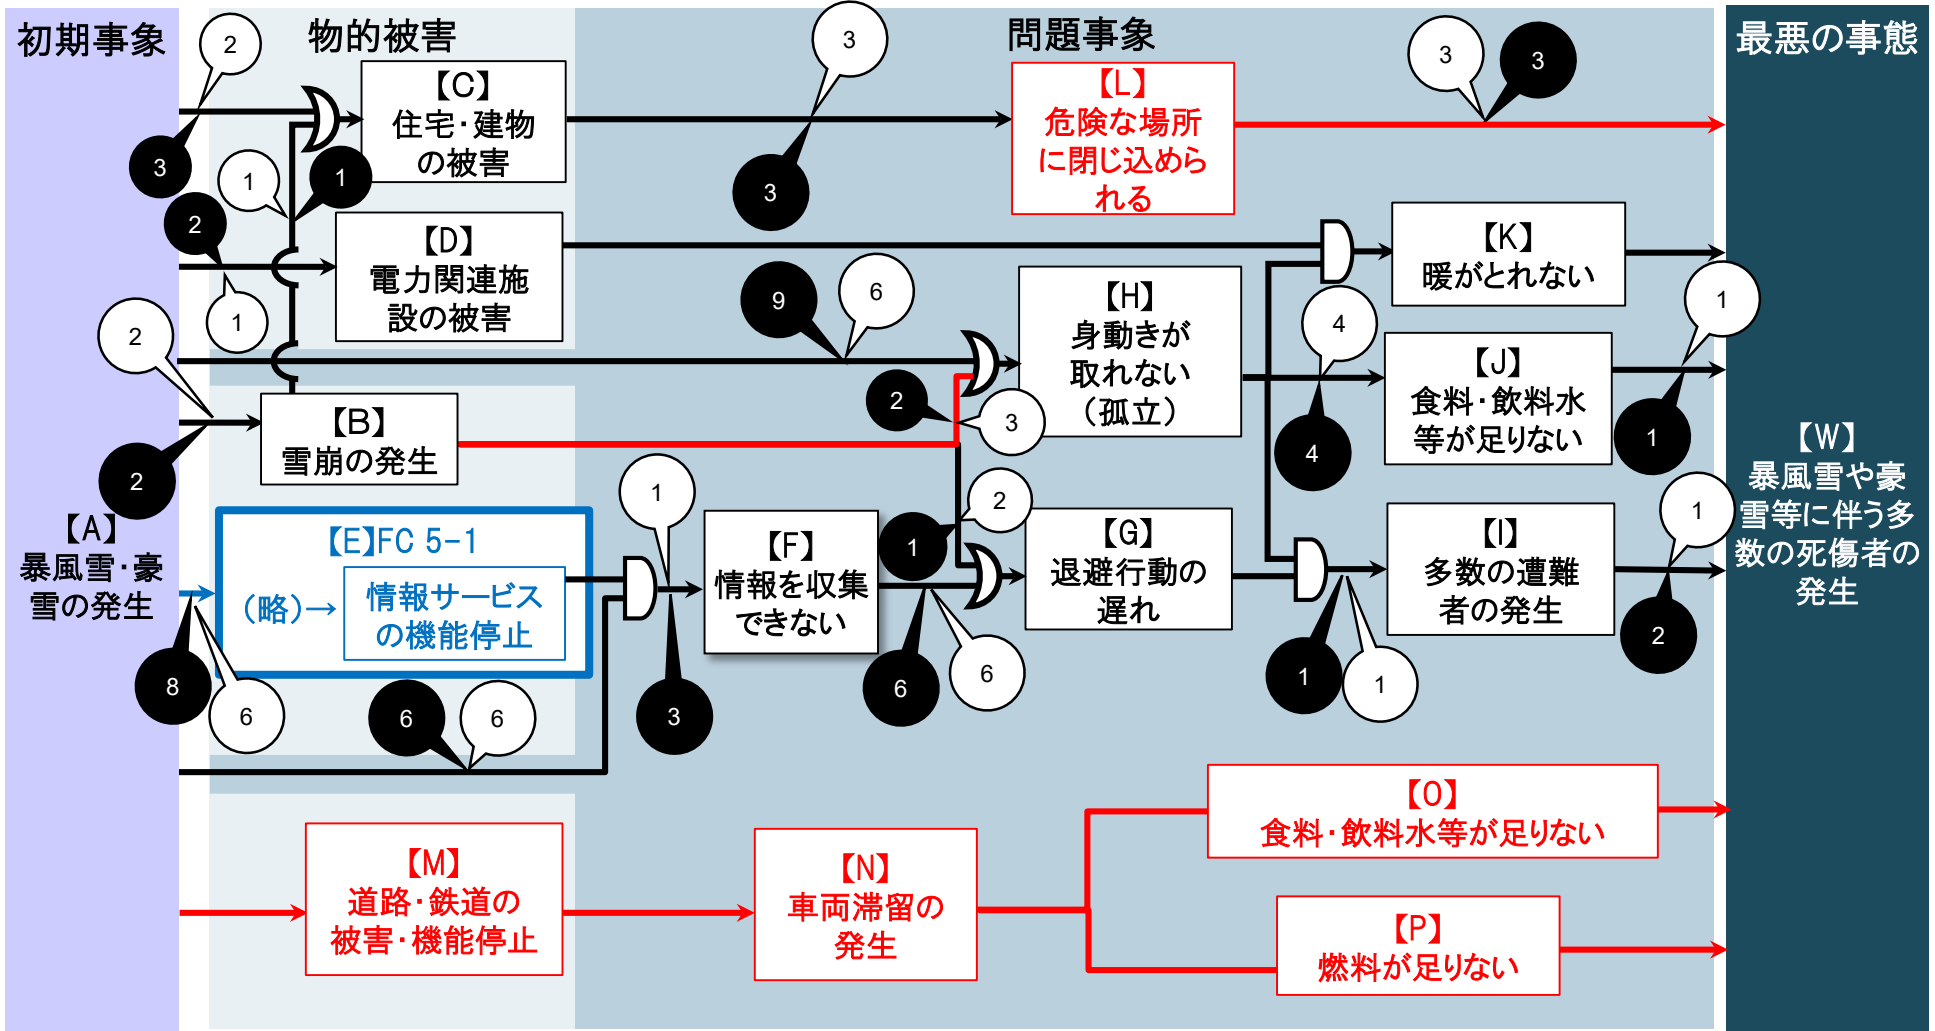 初期事象
物的被害
問題事象
最悪の事態
2
3
【C】
住宅・建物
の被害
3
3
【L】
危険な場所
に閉じ込めら
れる
3
3
1
1
2
1
【D】
電力関連施
設の被害
【K】
暖がとれない
9
6
【H】
身動きが
取れない
（孤立）
4
4
【J】
食料・飲料水
等が足りない
1
1
2
2
【B】
雪崩の発生
2
3
【W】
暴風雪や豪
雪等に伴う多
数の死傷者の
発生
【A】
暴風雪・豪
雪の発生
【E】FC 5-1
（略）→
情報サービス
の機能停止
8
6
6
6
1
3
【F】
情報を収集
できない
1
2
6
6
【G】
退避行動の
遅れ
1
1
【I】
多数の遭難
者の発生
1
2
【M】
道路・鉄道の
被害・機能停止
【N】
車両滞留の
発生
【O】
食料・飲料水等が足りない
【P】
燃料が足りない